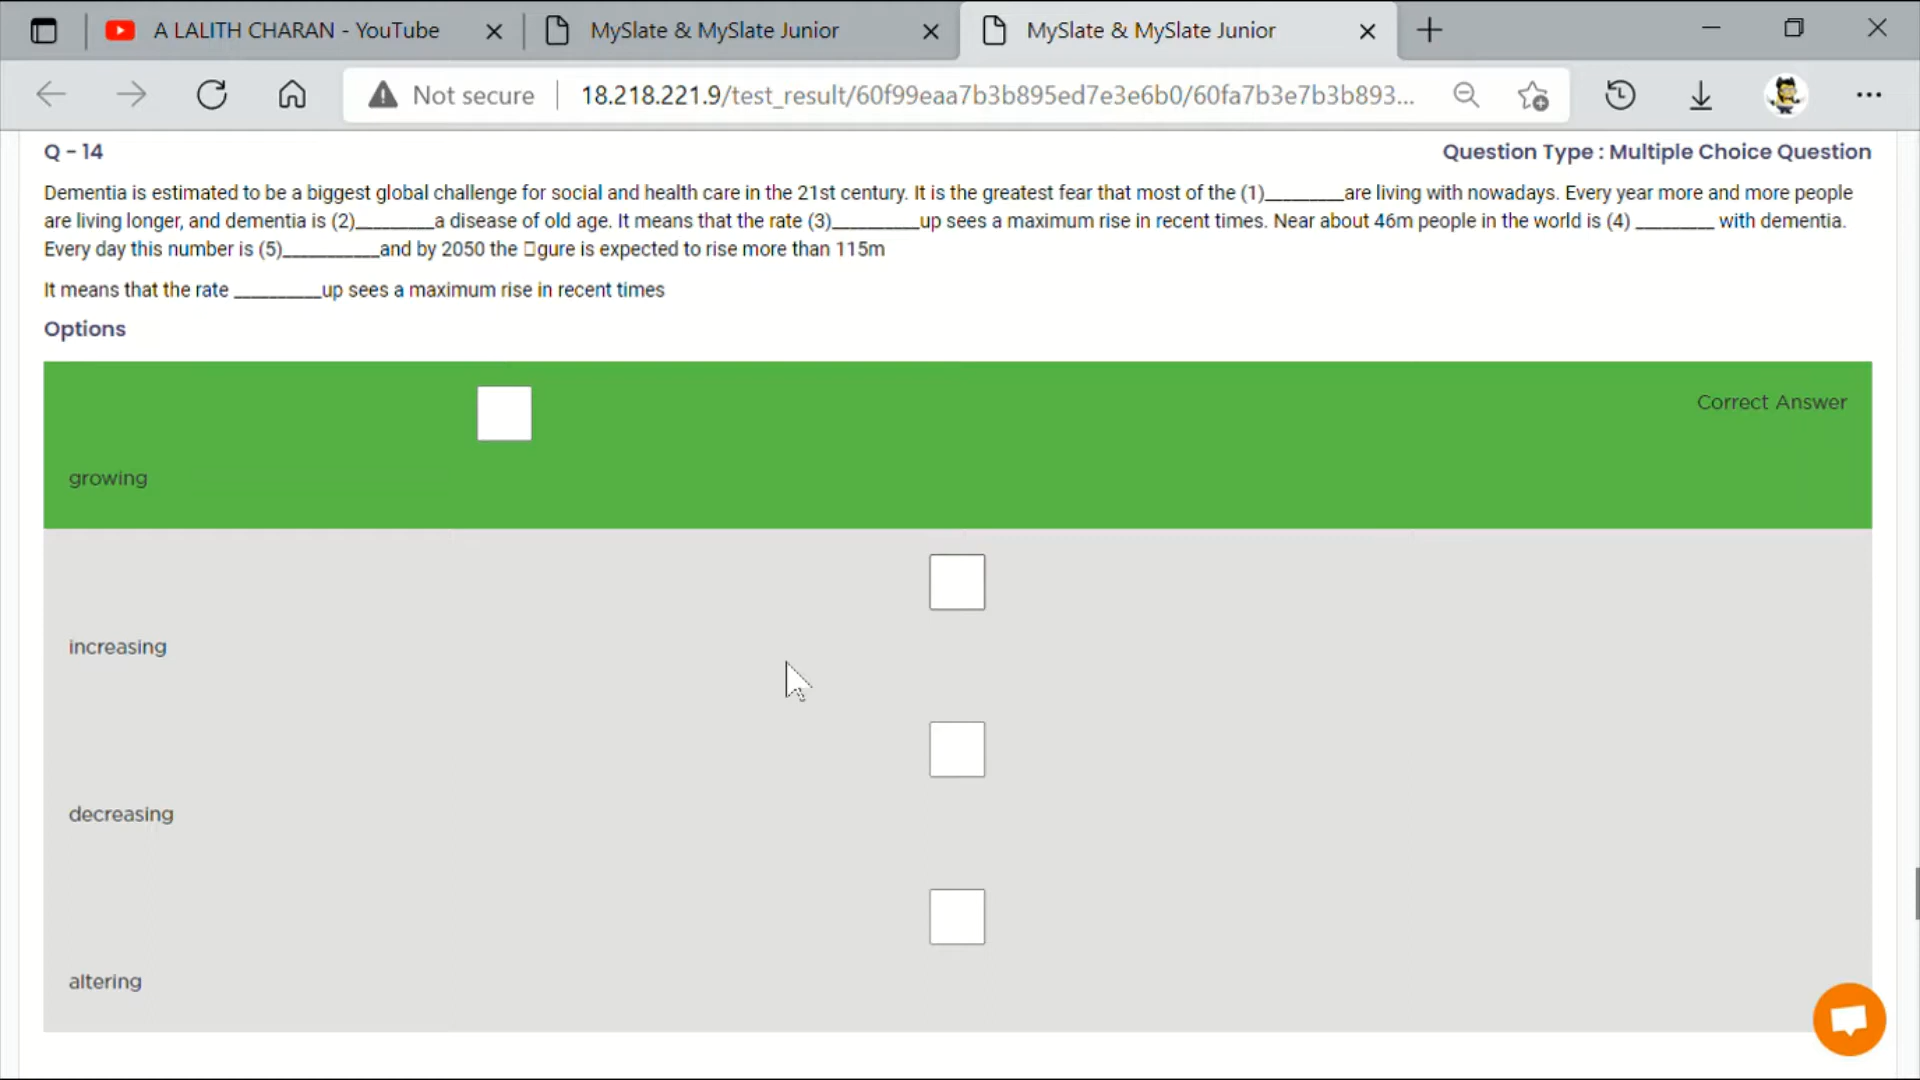 A LALITH CHARAN - YouTube
MySlate & MySlate Junior
MySlate & MySlate Junior
Not secure
18.218.221.9/test_result/60f99eaa7b3b895ed7e3e6b0/60fa7b3e7b3b893...
Q - 14
Question Type : Multiple Choice Question
Dementia is estimated to be a biggest global challenge for social and health care in the 21st century. It is the greatest fear that most of the (1)_________are living with nowadays. Every year more and more people
are living longer, and dementia is (2)_________a disease of old age. It means that the rate (3)__________up sees a maximum rise in recent times. Near about 46m people in the world is (4) _________ with dementia.
Every day this number is (5)___________and by 2050 the □gure is expected to rise more than 115m
It means that the rate __________up sees a maximum rise in recent times
Options
Correct Answer
growing
increasing
decreasing
altering